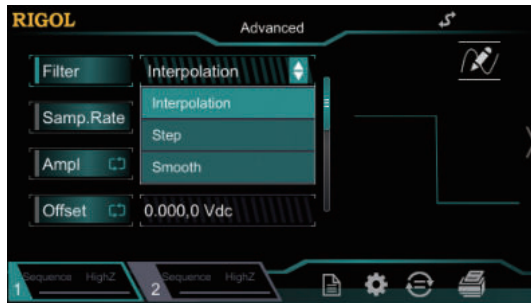 RIGOL
Advanced
Filter
Interpolation
Interpolation
Samp.Rate
Step
Ampl
Smooth
Offset
0.000,0 Vdc
1
Sequence HighZ
2
Sequence HighZ